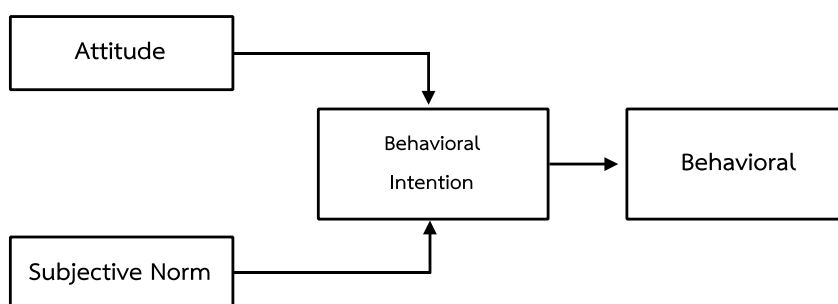 Attitude
Behavioral
Intention
Behavioral
Subjective Norm